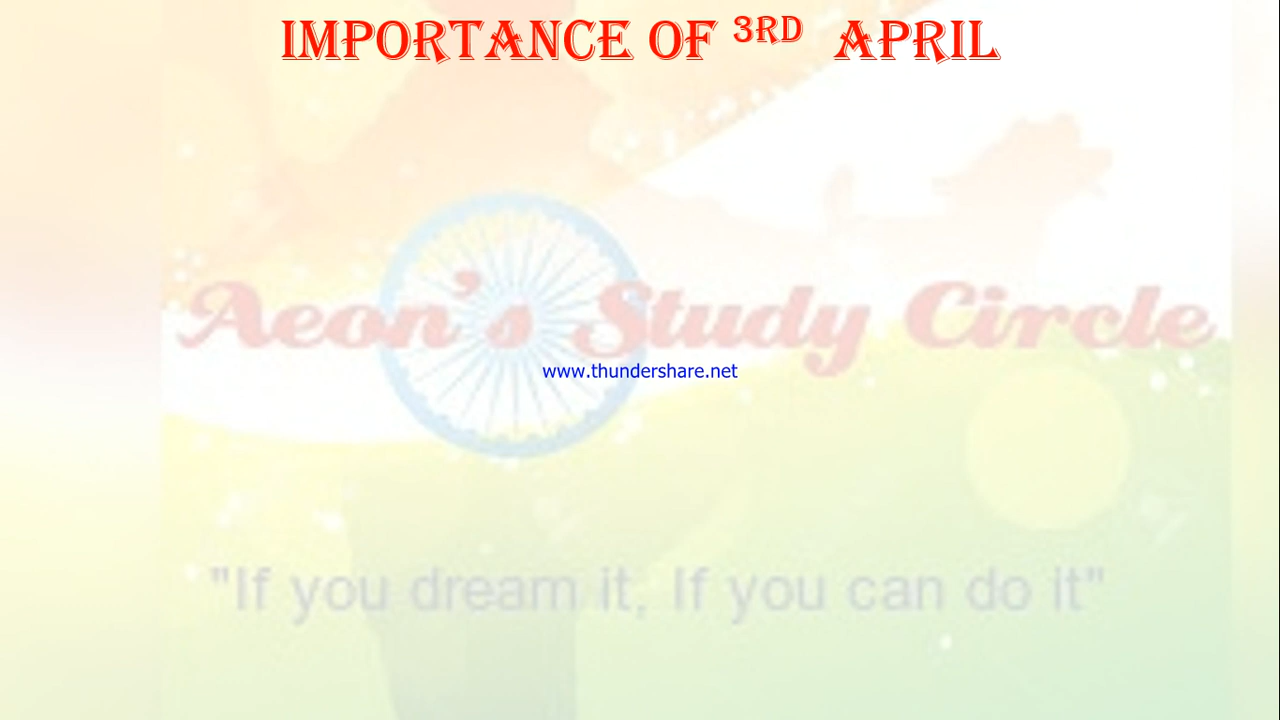 IMPORTANCE OF 3RD APRIL
Aeon's Study Circle
www.thundershare.net
"If you dream it, If you can do it"